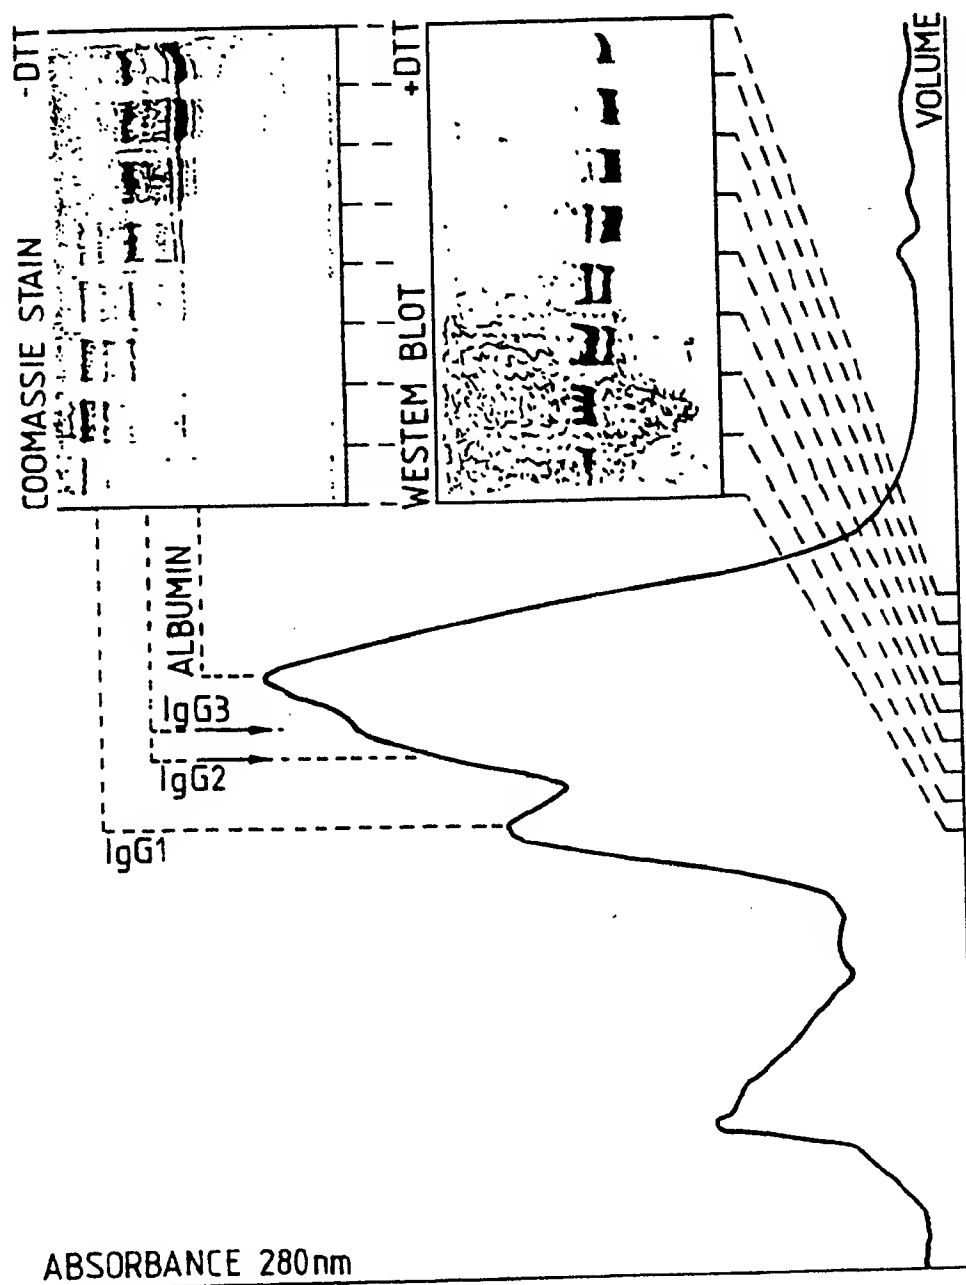 COOMASSIE STAIN
-DTT
WESTEM BLOT
+DTT
ALBUMIN
IgG3
IgG2
IgG1
VOLUME
ABSORBANCE 280nm